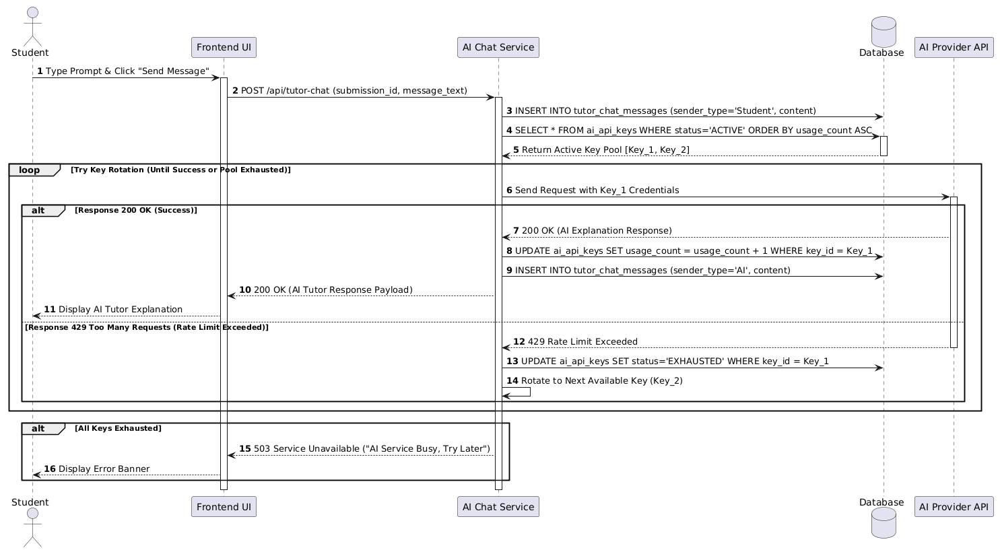 Student
Frontend UI
AI Chat Service
Database
AI Provider API
1 Type Prompt & Click "Send Message"
2 POST /api/tutor-chat (submission_id, message_text)
3 INSERT INTO tutor_chat_messages (sender_type='Student', content)
4 SELECT * FROM ai_api_keys WHERE status='ACTIVE' ORDER BY usage_count ASC
5 Return Active Key Pool [Key_1, Key_2]
loop [Try Key Rotation (Until Success or Pool Exhausted)]
6 Send Request with Key_1 Credentials
alt [Response 200 OK (Success)]
7 200 OK (AI Explanation Response)
8 UPDATE ai_api_keys SET usage_count = usage_count + 1 WHERE key_id = Key_1
9 INSERT INTO tutor_chat_messages (sender_type='AI', content)
10 200 OK (AI Tutor Response Payload)
11 Display AI Tutor Explanation
[Response 429 Too Many Requests (Rate Limit Exceeded)]
12 429 Rate Limit Exceeded
13 UPDATE ai_api_keys SET status='EXHAUSTED' WHERE key_id = Key_1
14 Rotate to Next Available Key (Key_2)
alt [All Keys Exhausted]
15 503 Service Unavailable ("AI Service Busy, Try Later")
16 Display Error Banner
Student
Frontend UI
AI Chat Service
Database
AI Provider API